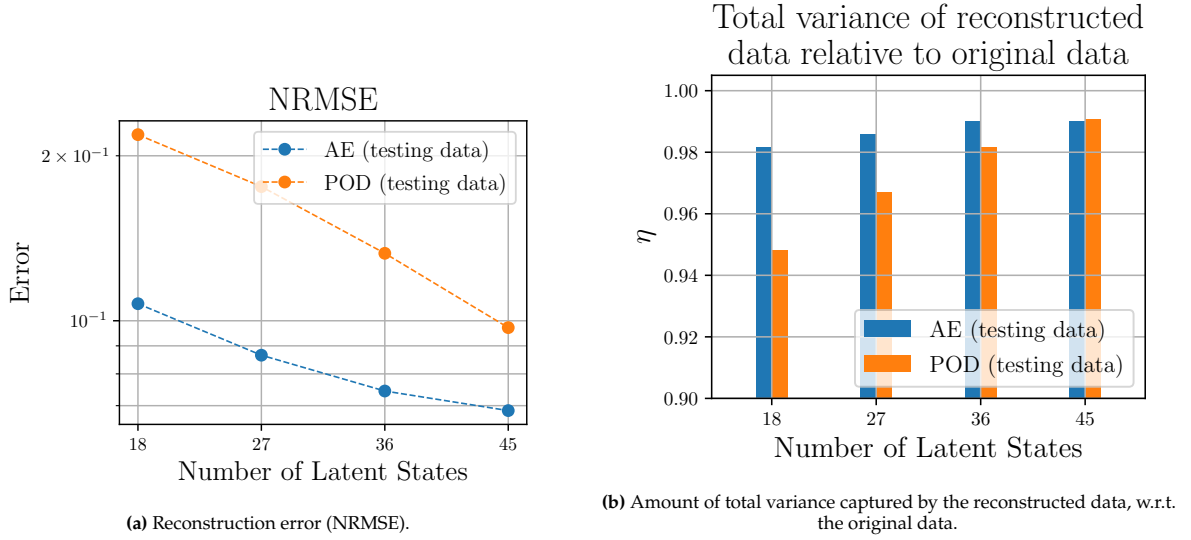 NRMSE
AE (testing data)
POD (testing data)
2 × 10⁻¹
10⁻¹
Error
18 27 36 45
Number of Latent States
(a) Reconstruction error (NRMSE).
Total variance of reconstructed
data relative to original data
1.00
0.98
0.96
0.94
0.92
0.90
η
AE (testing data)
POD (testing data)
18 27 36 45
Number of Latent States
(b) Amount of total variance captured by the reconstructed data, w.r.t.
the original data.